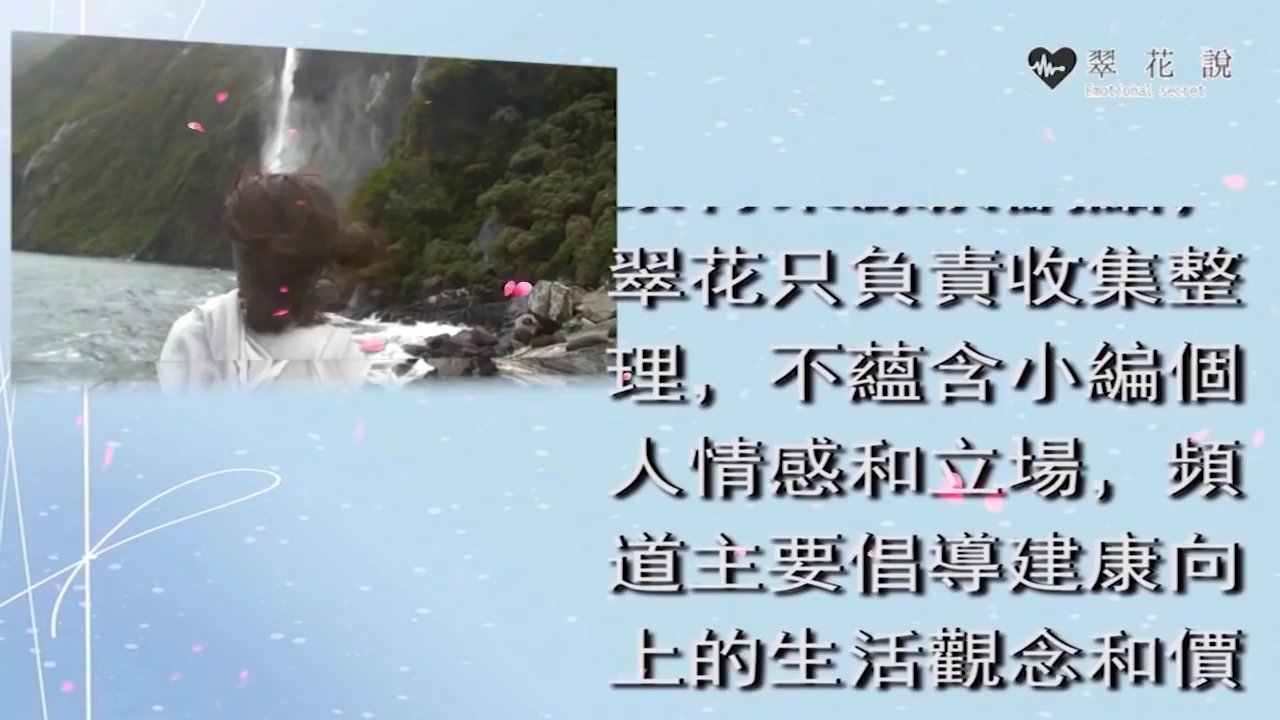 翠花說
Emotional secret
翠花只負責收集整
理，不蘊含小編個
人情感和立場，頻
道主要倡導建康向
上的生活觀念和價